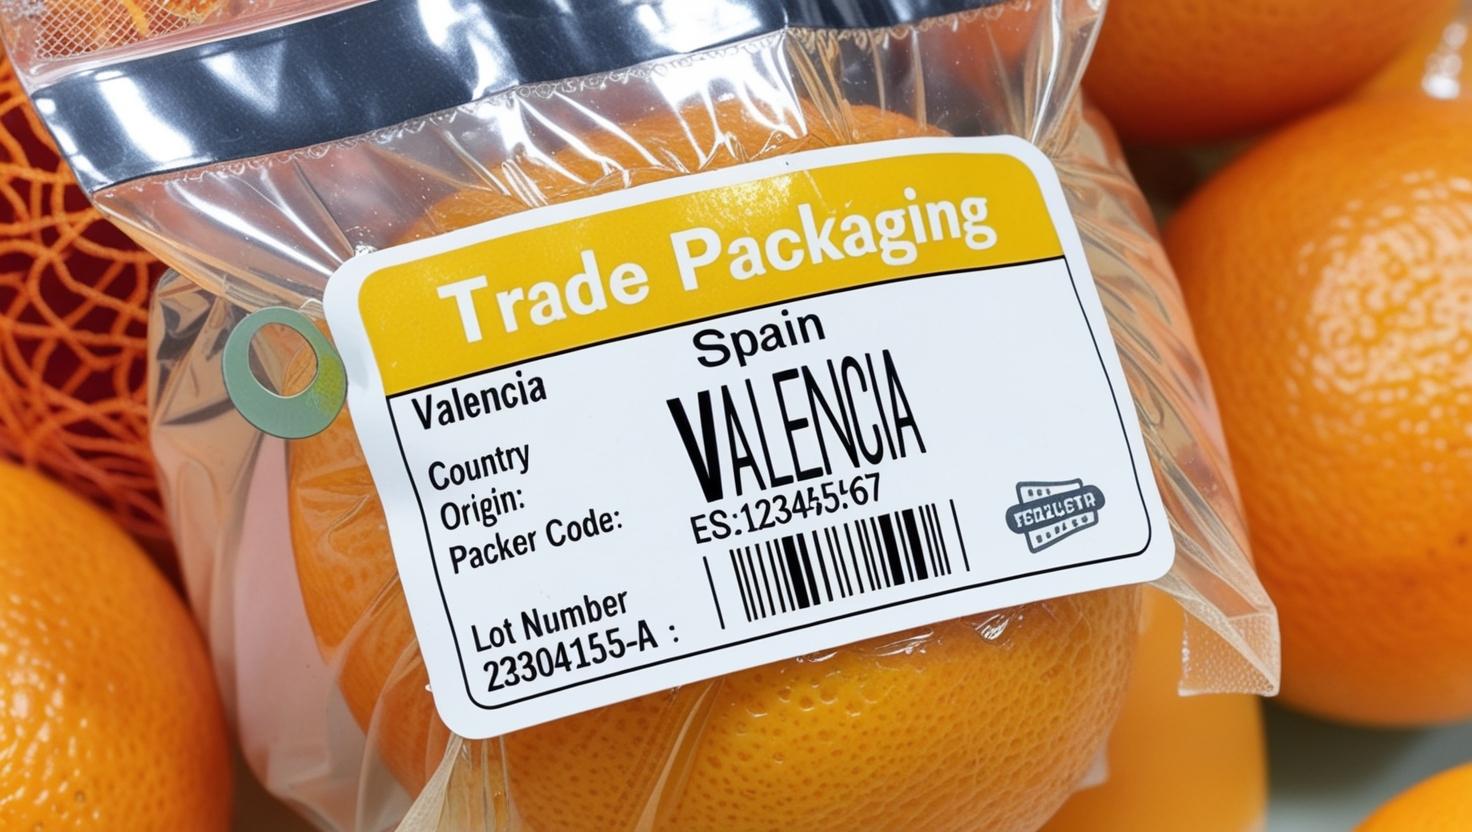 Trade Packaging
Spain
Valencia
VALENCIA
Country
Origin:
Packer Code:
Lot Number
23304155-A :